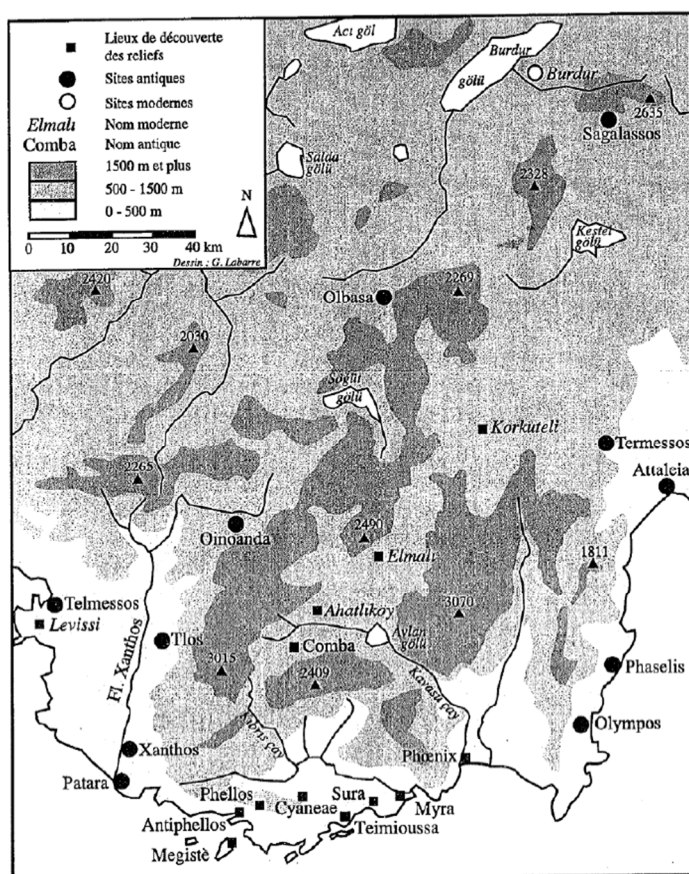 Lieux de découverte
des reliefs
Sites antiques
Sites modernes
Elmalı Nom moderne
Comba Nom antique
1500 m et plus
500 - 1500 m
0 - 500 m
N
0 10 20 30 40 km
Dessin : G. Labarre
Acı göl
Burdur
gölü
Burdur
2635
Sagalassos
Salda
gölü
2328
Kestel
gölü
2420
Olbasa
2269
2030
Söğüt
gölü
Korkuteli
Termessos
2265
Attaleia
Oinoanda
2490
Elmalı
1811
Telmessos
Levissi
Ahatlıköy
3070
Fl. Xanthos
Tlos
Comba
Avlan
gölü
Phaselis
3015
2409
Kıbrıs çay
Karasu çay
Olympos
Xanthos
Phœnix
Patara
Phellos
Sura
Cyaneae
Myra
Antiphellos
Teimioussa
Megistè